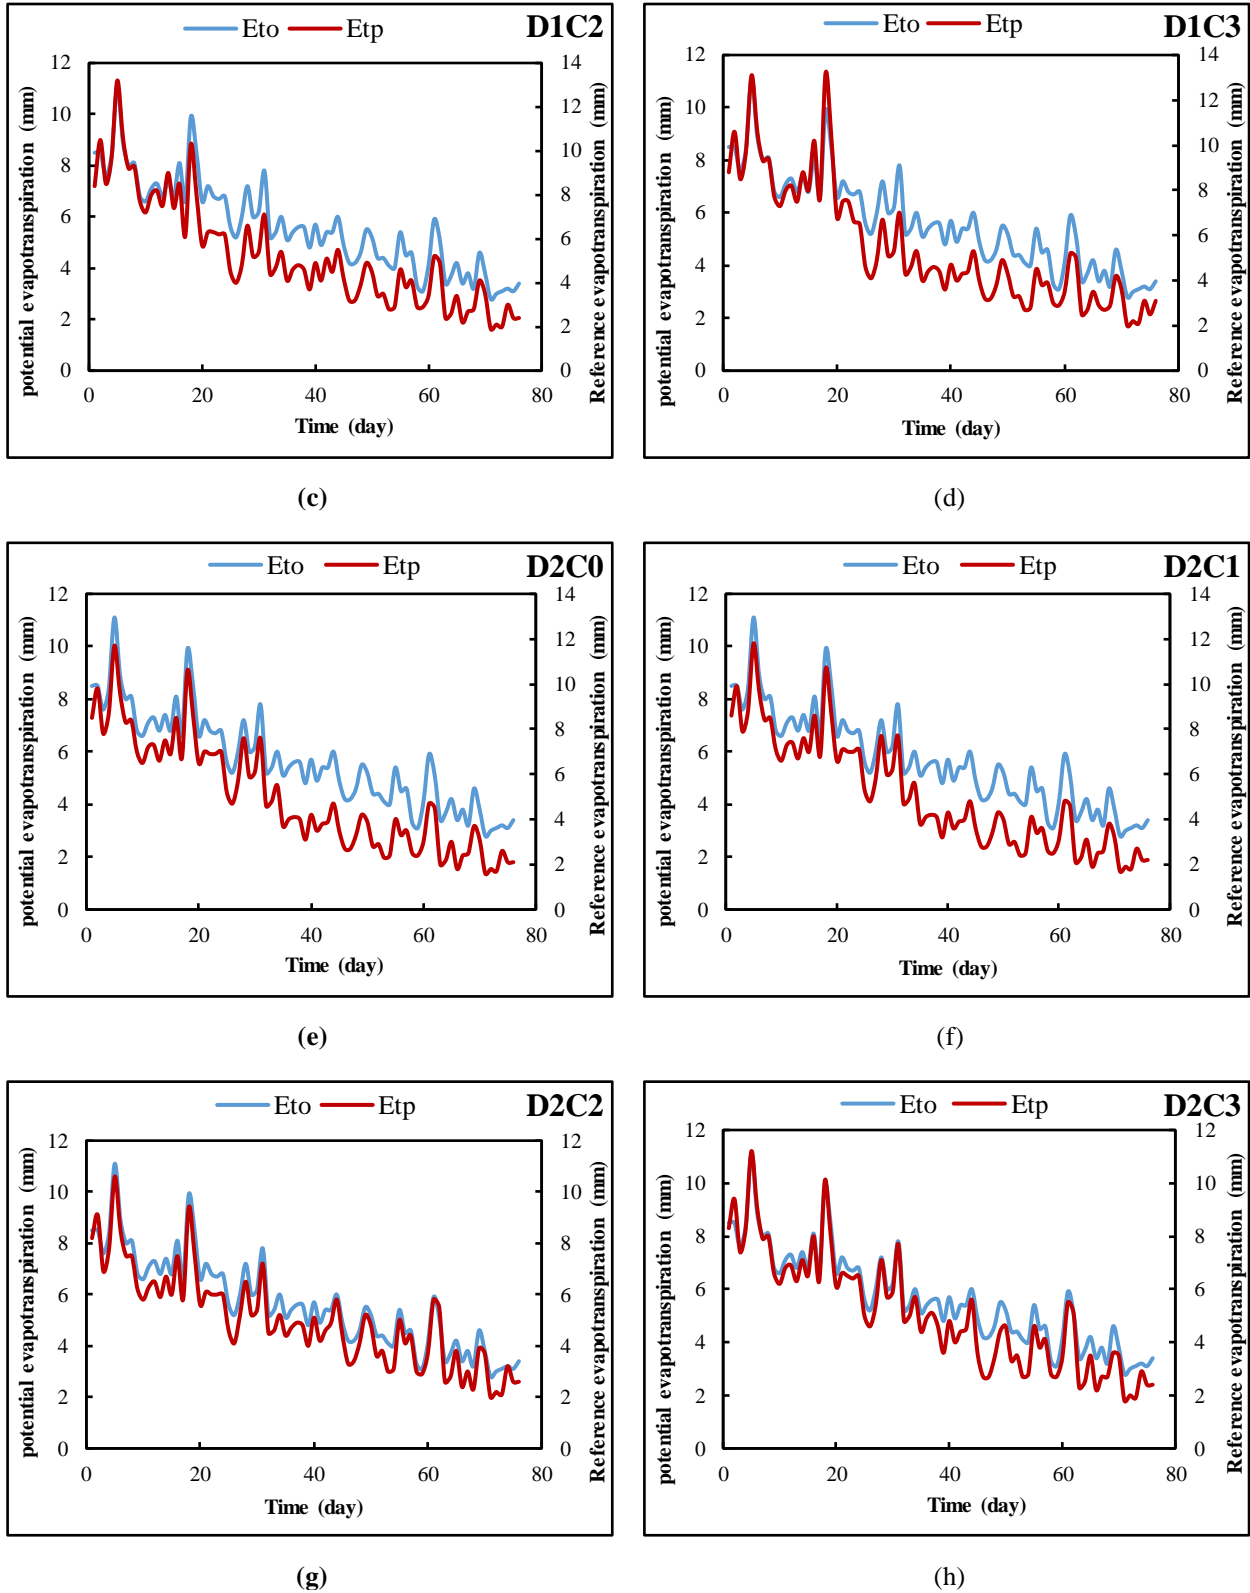 Eto Etp D1C2
potential evapotranspiration (mm)
12
10
8
6
4
2
0
14
12
10
8
6
4
2
0
Reference evapotranspiration (mm)
0 20 40 60 80
Time (day)
(c)
Eto Etp D1C3
potential evapotranspiration (mm)
12
10
8
6
4
2
0
14
12
10
8
6
4
2
0
Reference evapotranspiration (mm)
0 20 40 60 80
Time (day)
(d)
Eto Etp D2C0
potential evapotranspiration (mm)
12
10
8
6
4
2
0
14
12
10
8
6
4
2
0
Reference evapotranspiration (mm)
0 20 40 60 80
Time (day)
(e)
Eto Etp D2C1
potential evapotranspiration (mm)
12
10
8
6
4
2
0
14
12
10
8
6
4
2
0
Reference evapotranspiration (mm)
0 20 40 60 80
Time (day)
(f)
Eto Etp D2C2
potential evapotranspiration (mm)
12
10
8
6
4
2
0
12
10
8
6
4
2
0
Reference evapotranspiration (mm)
0 20 40 60 80
Time (day)
(g)
Eto Etp D2C3
potential evapotranspiration (mm)
12
10
8
6
4
2
0
12
10
8
6
4
2
0
Reference evapotranspiration (mm)
0 20 40 60 80
Time (day)
(h)